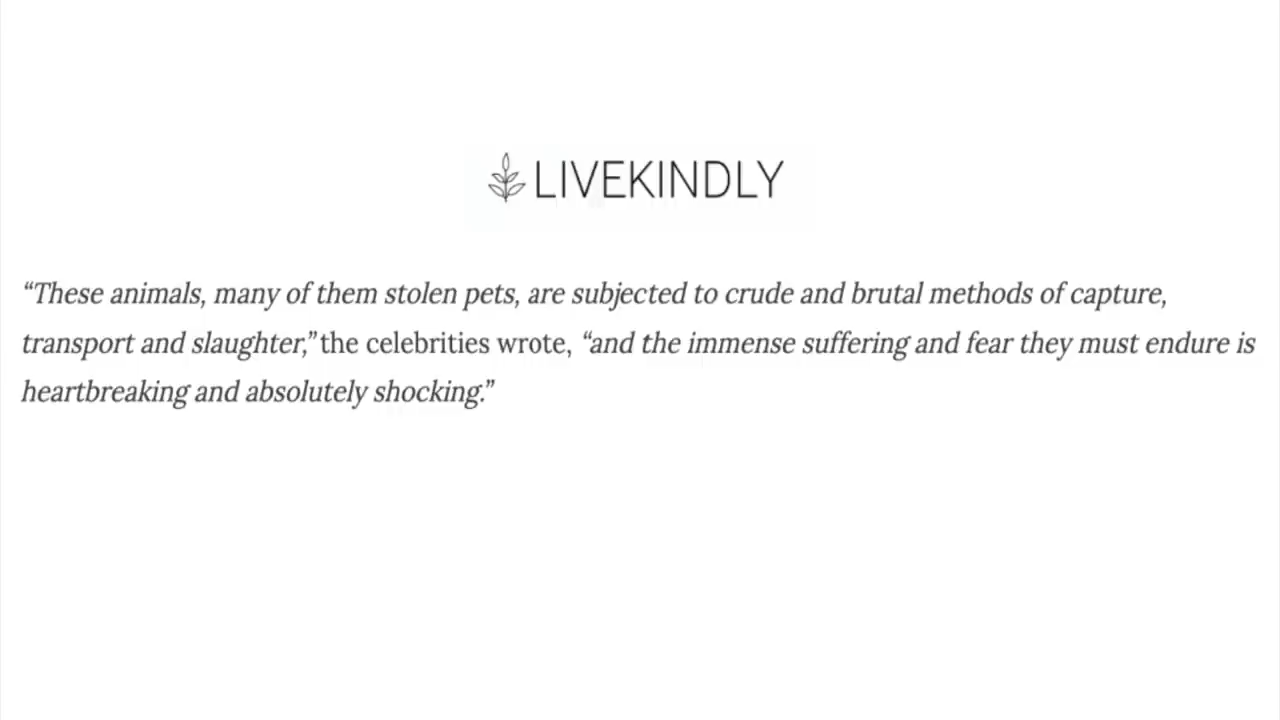 LIVEKINDLY
“These animals, many of them stolen pets, are subjected to crude and brutal methods of capture,
transport and slaughter,” the celebrities wrote, “and the immense suffering and fear they must endure is
heartbreaking and absolutely shocking.”